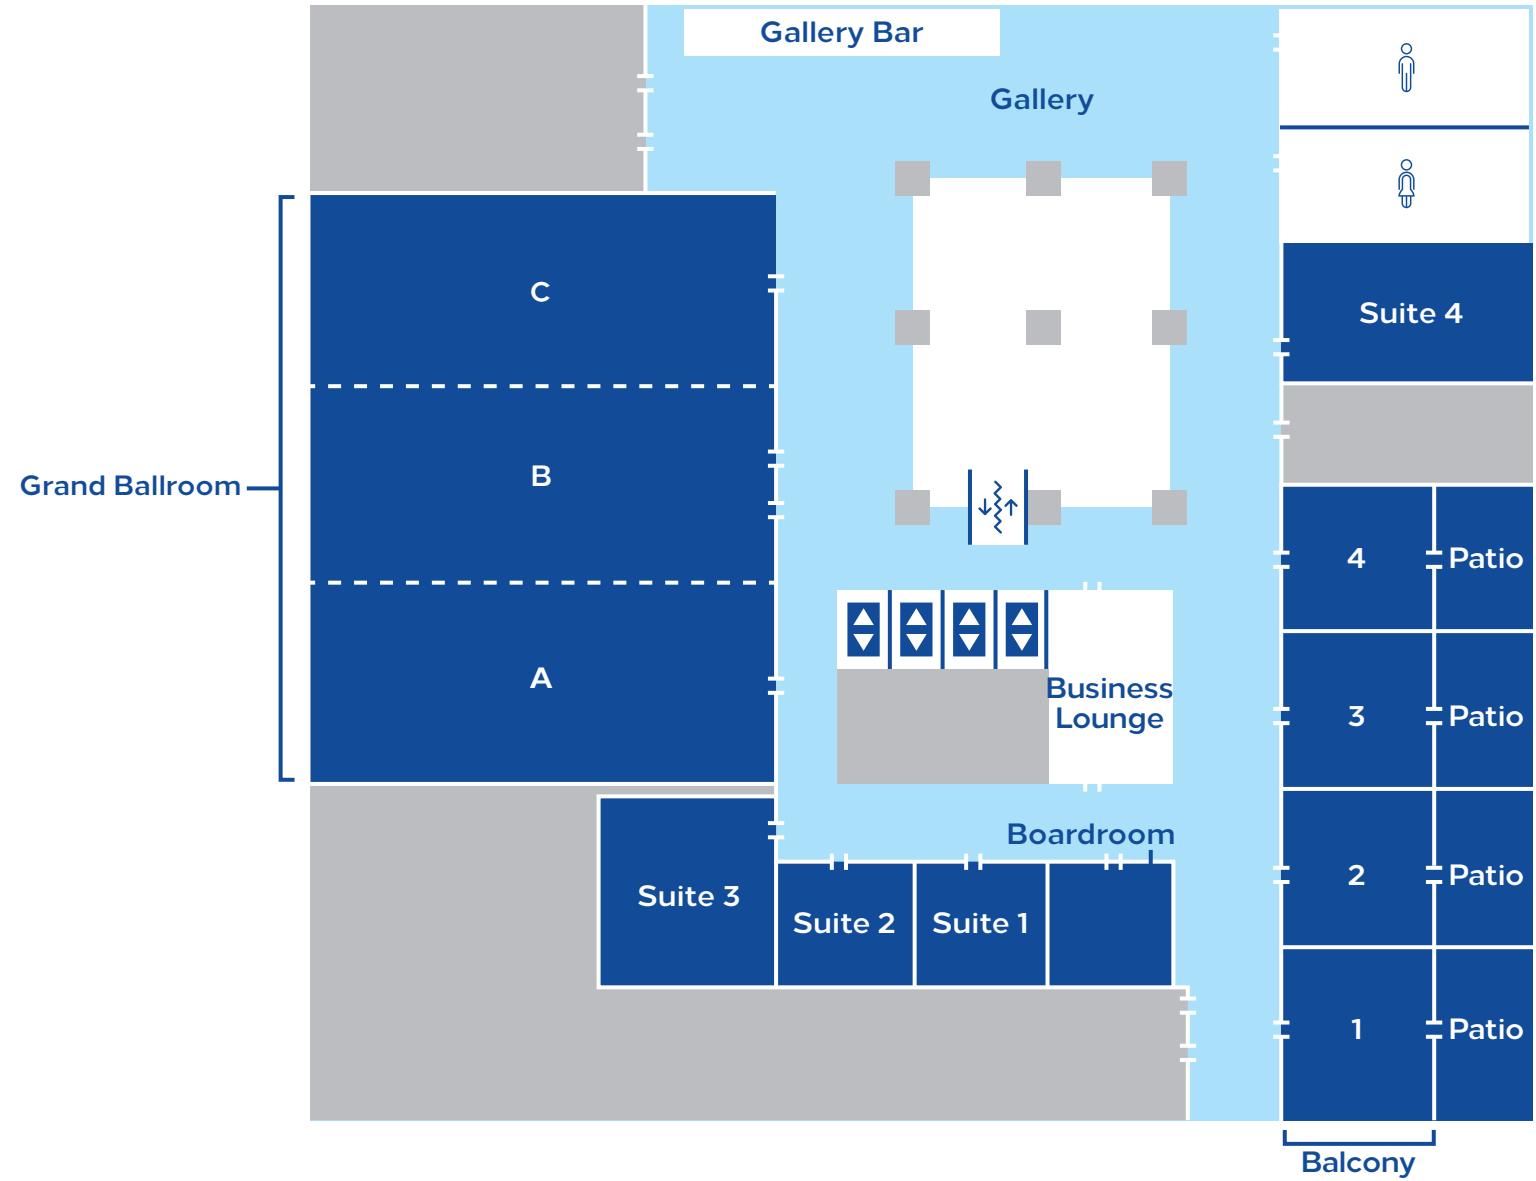 Gallery Bar
Gallery
C
Suite 4
B
Grand Ballroom
4
Patio
A
Business
Lounge
3
Patio
Boardroom
2
Patio
Suite 3
Suite 2
Suite 1
1
Patio
Balcony